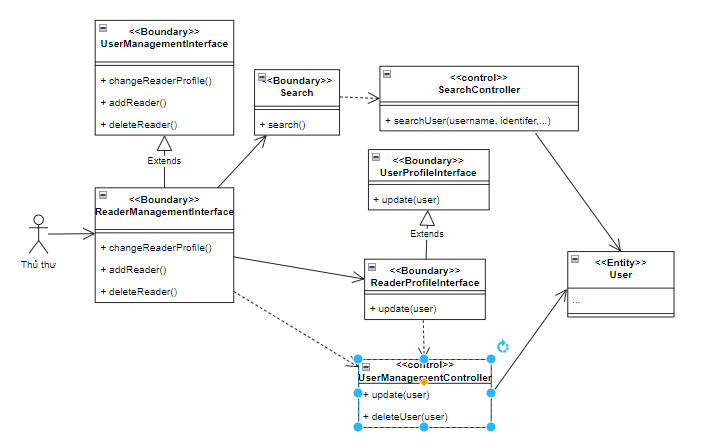 <<Boundary>>
UserManagementInterface
+ changeReaderProfile()
+ addReader()
+ deleteReader()
<<Boundary>>
Search
+ search()
<<control>>
SearchController
+ searchUser(username, identifer,...)
Extends
<<Boundary>>
UserProfileInterface
+ update(user)
<<Boundary>>
ReaderManagementInterface
+ changeReaderProfile()
+ addReader()
+ deleteReader()
Thủ thư
Extends
<<Boundary>>
ReaderProfileInterface
+ update(user)
<<Entity>>
User
...
<<control>>
UserManagementController
+ update(user)
+ deleteUser(user)